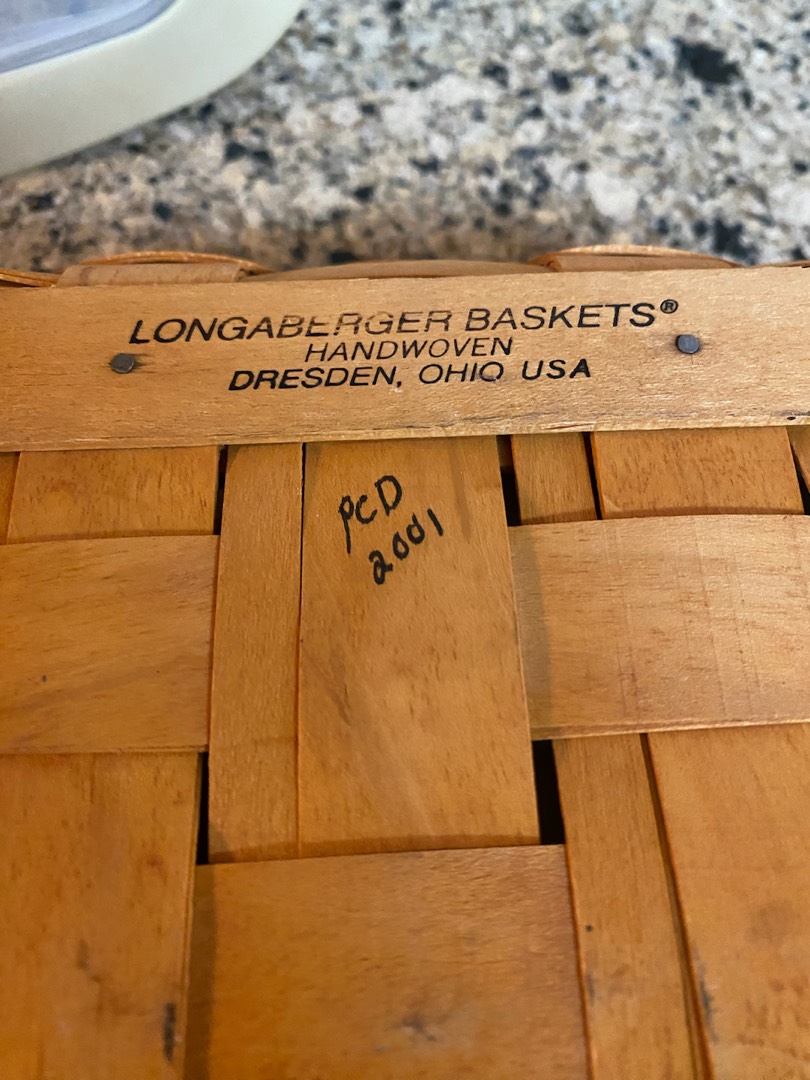 LONGABERGER BASKETS®
HANDWOVEN
DRESDEN, OHIO USA
PCD
2001